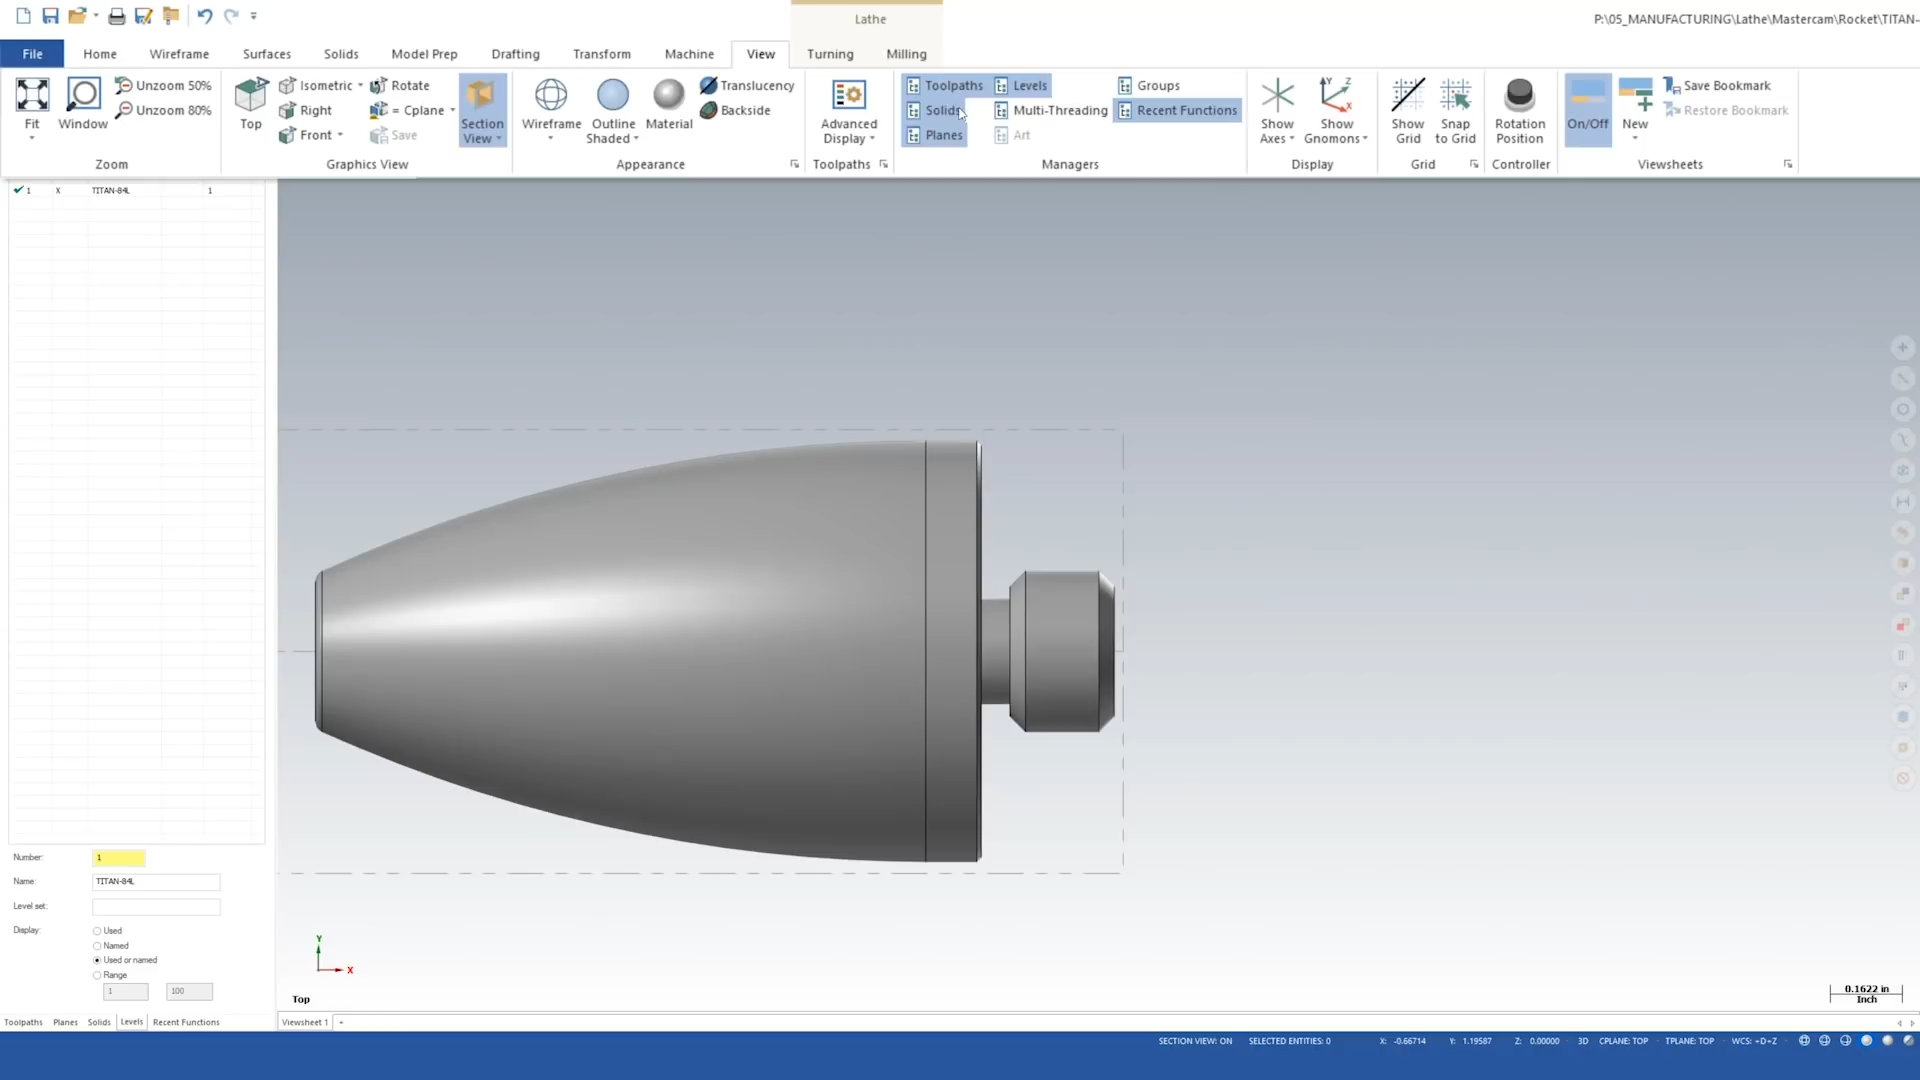 Lathe
P:\05_MANUFACTURING\Lathe\Mastercam\Rocket\TITAN-
File Home Wireframe Surfaces Solids Model Prep Drafting Transform Machine View Turning Milling
Fit
Window
Unzoom 50%
Unzoom 80%
Zoom
Top
Isometric
Right
Front
Rotate
= Cplane
Save
Section View
Graphics View
Wireframe
Outline Shaded
Material
Translucency
Backside
Appearance
Advanced Display
Toolpaths
Toolpaths
Solids
Planes
Levels
Multi-Threading
Art
Groups
Recent Functions
Managers
Show Axes
Show Gnomons
Display
Show Grid
Snap to Grid
Grid
Rotation Position
Controller
On/Off
New
Save Bookmark
Restore Bookmark
Viewsheets
1 X TITAN-84L 1
Number: 1
Name: TITAN-84L
Level set:
Display:
Used
Named
Used or named
Range
1 100
Toolpaths Planes Solids Levels Recent Functions
Y
X
Top
0.1622 in
Inch
Viewsheet 1 +
SECTION VIEW: ON SELECTED ENTITIES: 0 X: -0.66714 Y: 1.19587 Z: 0.00000 3D CPLANE: TOP TPLANE: TOP WCS: +D+Z